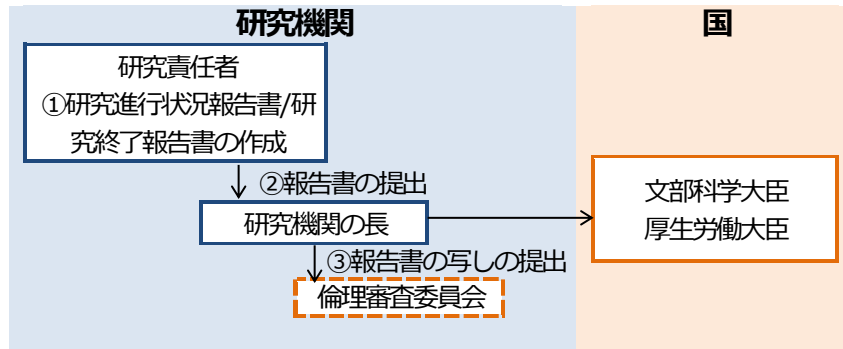 研究機関
国
研究責任者
①研究進行状況報告書/研
究終了報告書の作成
②報告書の提出
研究機関の長
文部科学大臣
厚生労働大臣
③報告書の写しの提出
倫理審査委員会